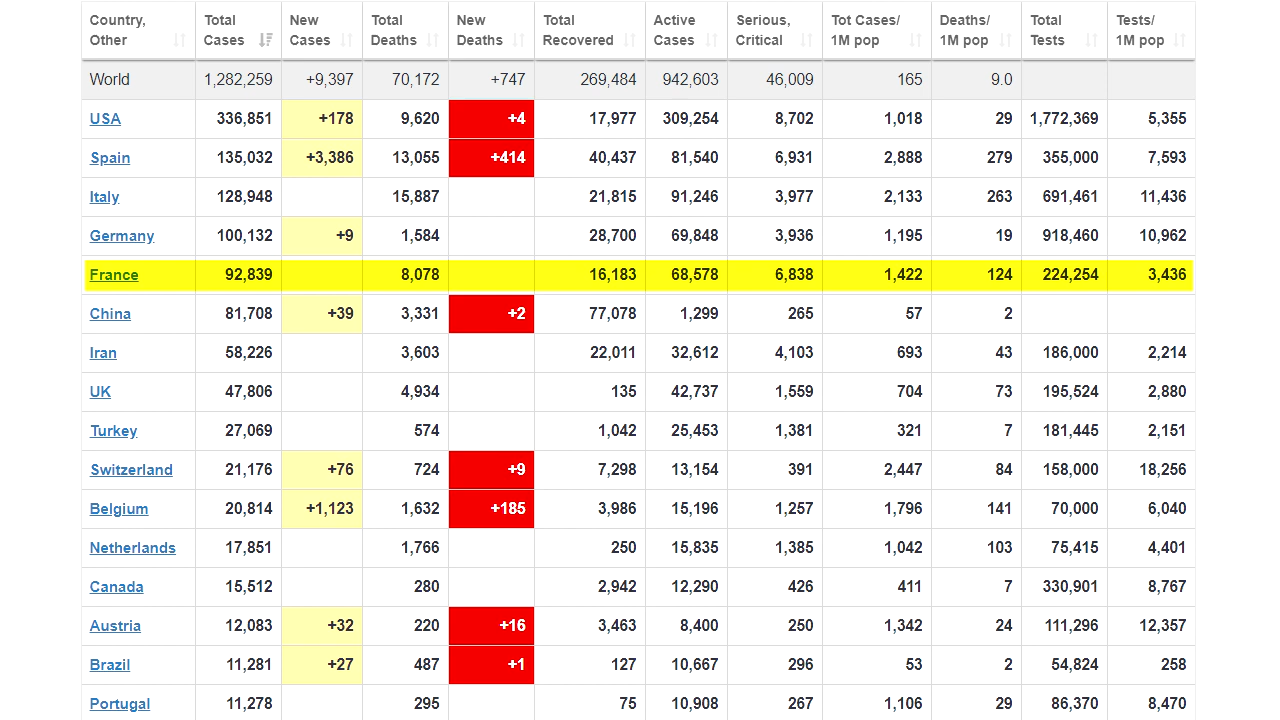 Country, Other Total Cases New Cases Total Deaths New Deaths Total Recovered Active Cases Serious, Critical Tot Cases/ 1M pop Deaths/ 1M pop Total Tests Tests/ 1M pop
World 1,282,259 +9,397 70,172 +747 269,484 942,603 46,009 165 9.0
USA 336,851 +178 9,620 +4 17,977 309,254 8,702 1,018 29 1,772,369 5,355
Spain 135,032 +3,386 13,055 +414 40,437 81,540 6,931 2,888 279 355,000 7,593
Italy 128,948 15,887 21,815 91,246 3,977 2,133 263 691,461 11,436
Germany 100,132 +9 1,584 28,700 69,848 3,936 1,195 19 918,460 10,962
France 92,839 8,078 16,183 68,578 6,838 1,422 124 224,254 3,436
China 81,708 +39 3,331 +2 77,078 1,299 265 57 2
Iran 58,226 3,603 22,011 32,612 4,103 693 43 186,000 2,214
UK 47,806 4,934 135 42,737 1,559 704 73 195,524 2,880
Turkey 27,069 574 1,042 25,453 1,381 321 7 181,445 2,151
Switzerland 21,176 +76 724 +9 7,298 13,154 391 2,447 84 158,000 18,256
Belgium 20,814 +1,123 1,632 +185 3,986 15,196 1,257 1,796 141 70,000 6,040
Netherlands 17,851 1,766 250 15,835 1,385 1,042 103 75,415 4,401
Canada 15,512 280 2,942 12,290 426 411 7 330,901 8,767
Austria 12,083 +32 220 +16 3,463 8,400 250 1,342 24 111,296 12,357
Brazil 11,281 +27 487 +1 127 10,667 296 53 2 54,824 258
Portugal 11,278 295 75 10,908 267 1,106 29 86,370 8,470